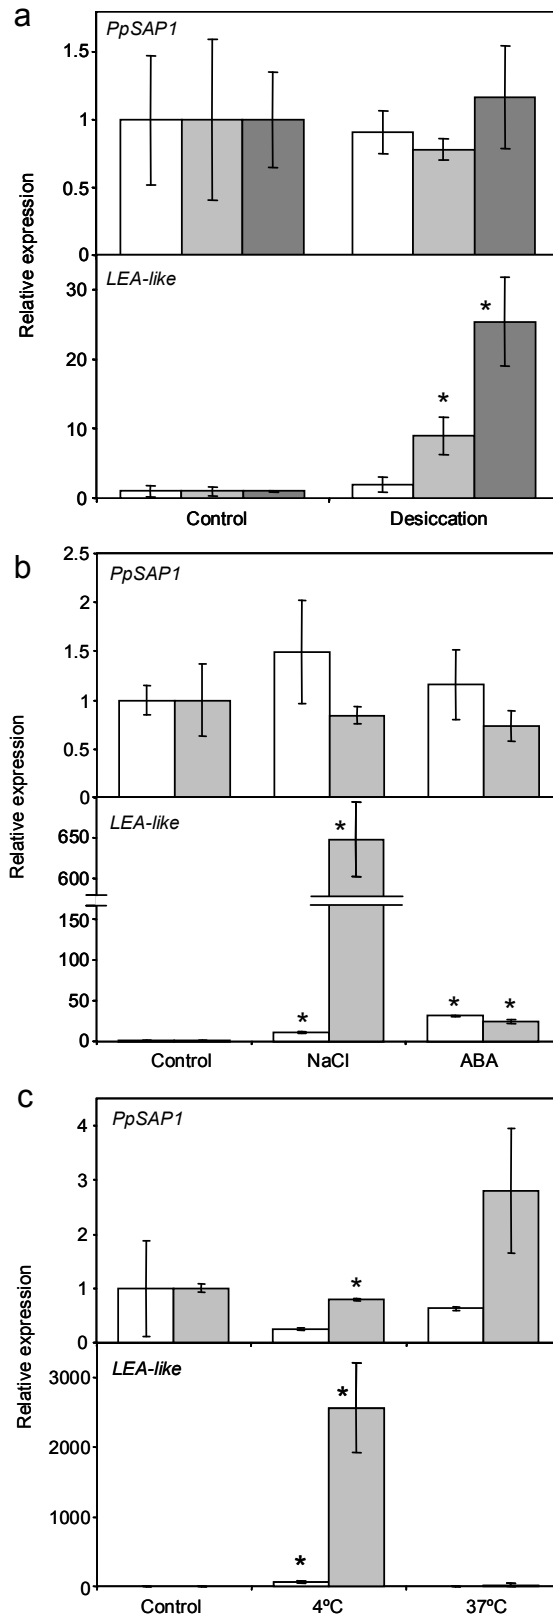 a
PpSAP1
1.5
1
0.5
0
Relative expression
LEA-like
30
20
10
0
*
*
Control Desiccation
b
PpSAP1
2.5
2
1.5
1
0.5
0
Relative expression
LEA-like
650
600
150
100
50
0
*
*
*
*
Control NaCl ABA
c
PpSAP1
4
3
2
1
0
*
Relative expression
LEA-like
3000
2000
1000
0
*
*
Control 4ºC 37ºC